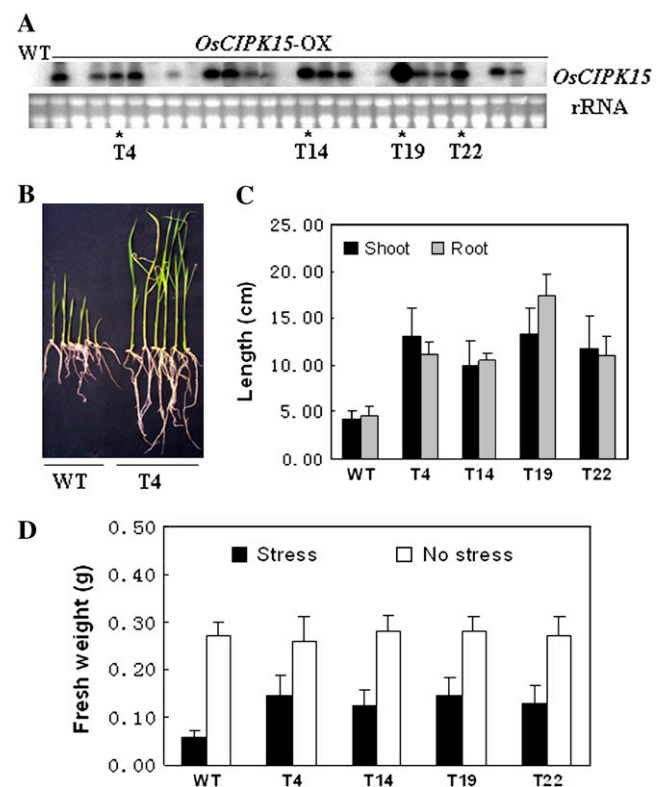 A
WT OsCIPK15-OX
OsCIPK15
rRNA
* * * *
T4 T14 T19 T22
B
WT T4
C
Length (cm)
25.00
20.00
15.00
10.00
5.00
0.00
Shoot Root
WT T4 T14 T19 T22
D
Fresh weight (g)
0.50
0.40
0.30
0.20
0.10
0.00
Stress No stress
WT T4 T14 T19 T22